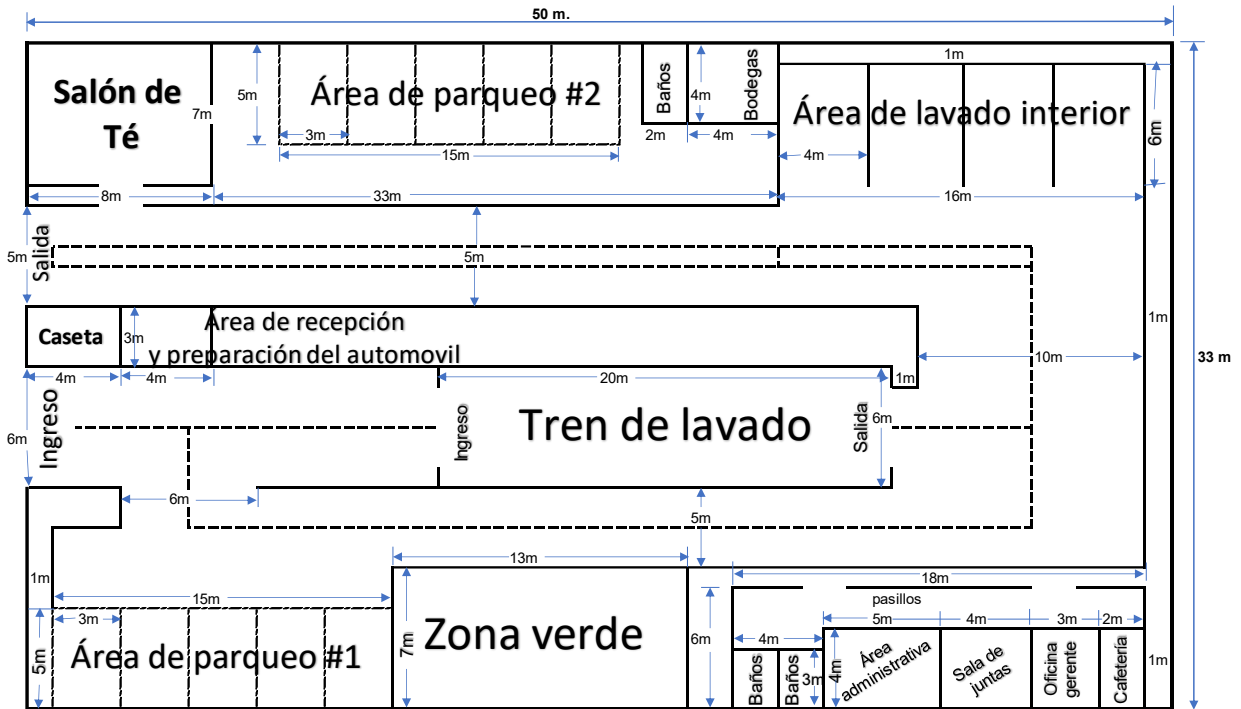 50 m.
Salón de
Té
7m
5m
Área de parqueo #2
3m
15m
Baños
4m
Bodegas
2m
4m
1m
Área de lavado interior
6m
4m
8m
33m
16m
5m
Salida
5m
1m
33 m
Caseta
3m
Área de recepción
y preparación del automovil
4m
4m
20m
1m
10m
6m
Ingreso
Ingreso
Tren de lavado
Salida
6m
6m
5m
13m
18m
1m
15m
3m
5m
Área de parqueo #1
7m
Zona verde
6m
pasillos
5m
4m
3m
2m
4m
Baños
Baños
3m
4m
Área
administrativa
Sala de
juntas
Oficina
gerente
Cafetería
1m